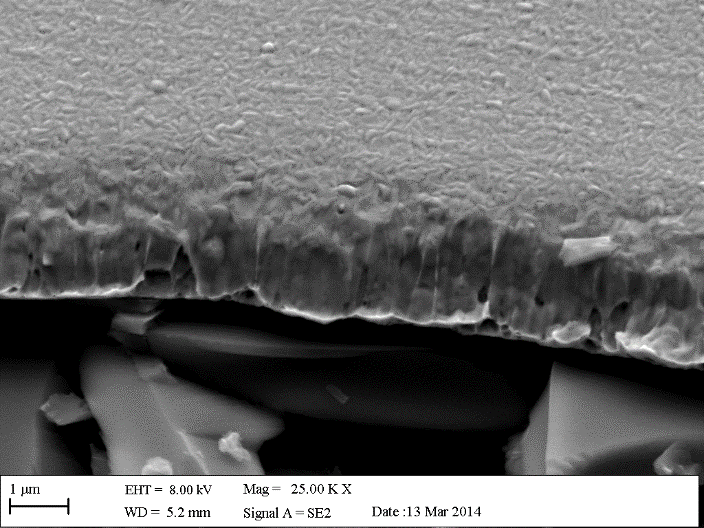 1 µm EHT = 8.00 kV Mag = 25.00 K X
WD = 5.2 mm Signal A = SE2 Date :13 Mar 2014